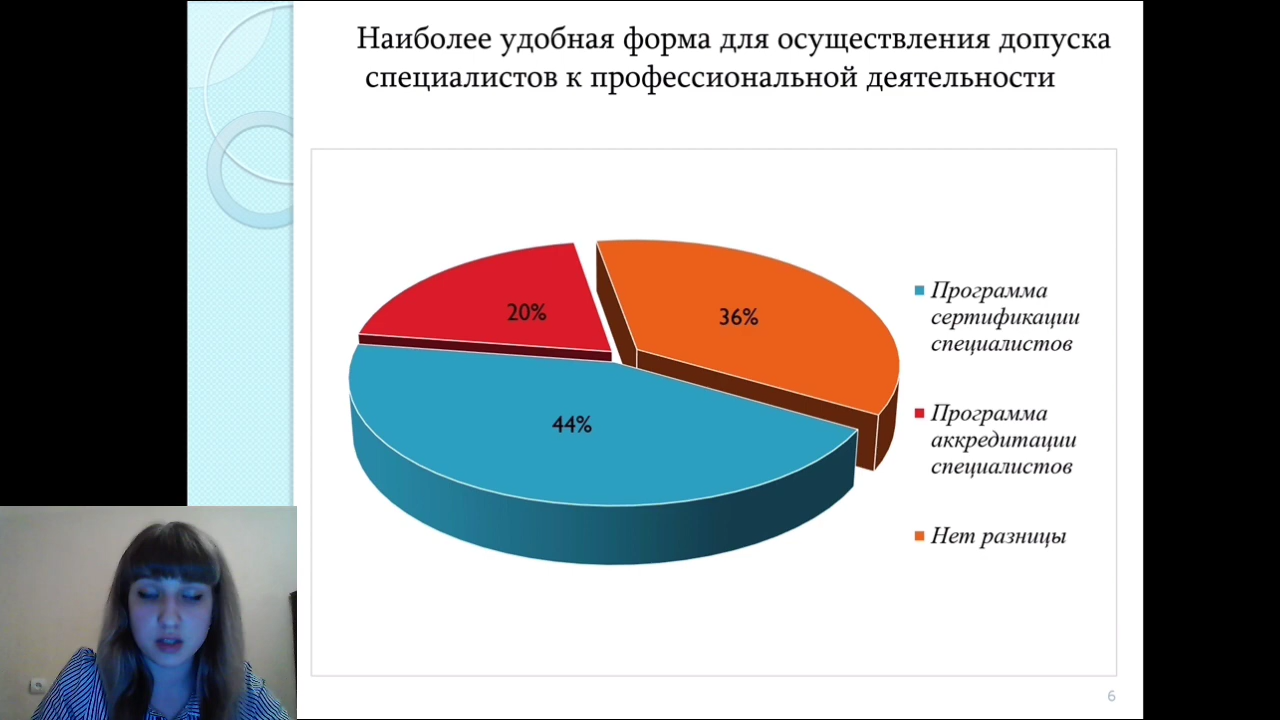 Наиболее удобная форма для осуществления допуска
специалистов к профессиональной деятельности
20%
36%
44%
Программа
сертификации
специалистов
Программа
аккредитации
специалистов
Нет разницы
6